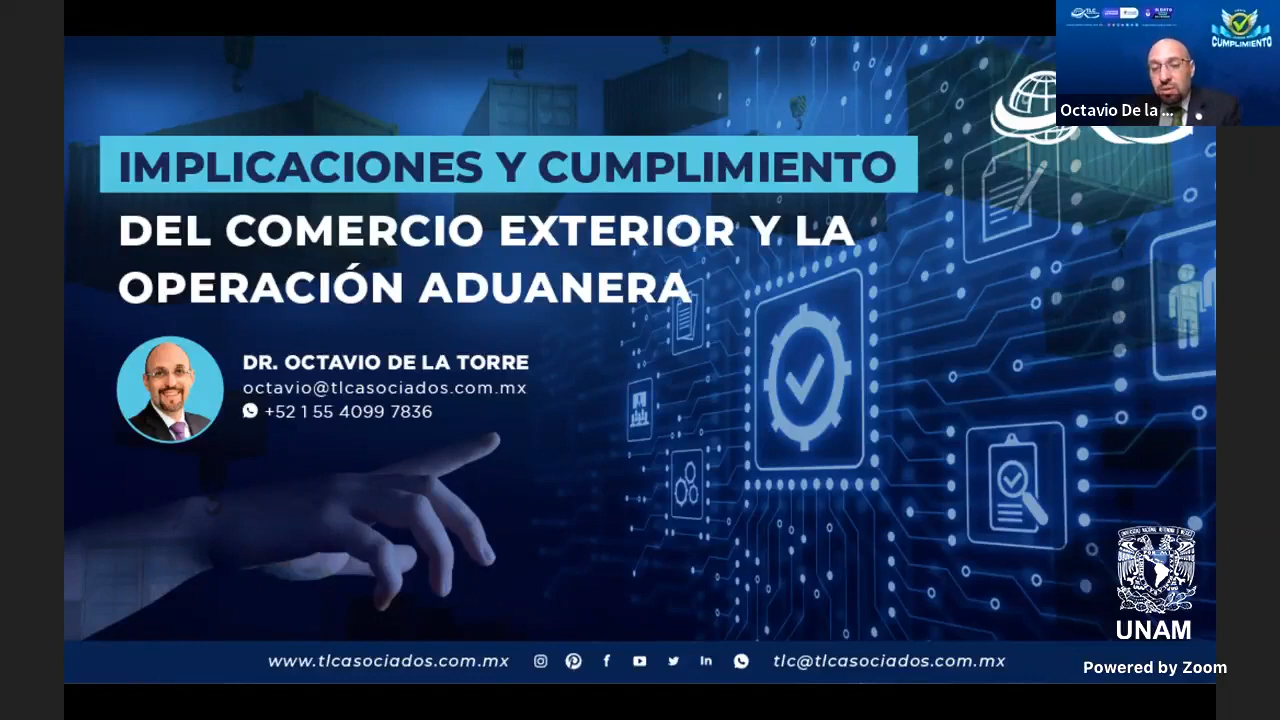 IMPLICACIONES Y CUMPLIMIENTO
DEL COMERCIO EXTERIOR Y LA
OPERACIÓN ADUANERA
DR. OCTAVIO DE LA TORRE
octavio@tlcasociados.com.mx
+52 1 55 4099 7836
CUMPLIMIENTO
Octavio De la ...
UNAM
www.tlcasociados.com.mx
tlc@tlcasociados.com.mx
Powered by Zoom